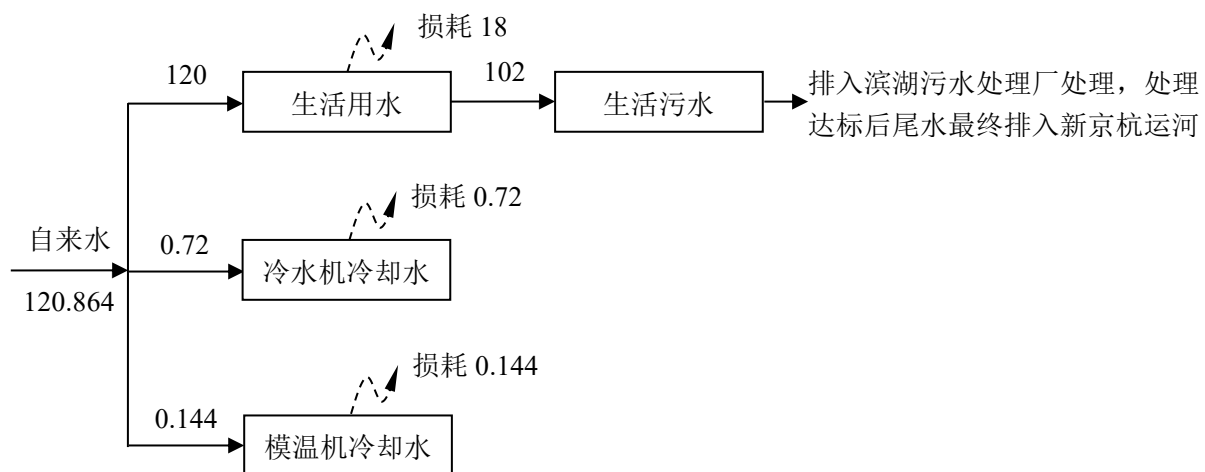 损耗 18
120
102
生活用水
生活污水
排入滨湖污水处理厂处理，处理
达标后尾水最终排入新京杭运河
损耗 0.72
自来水
0.72
冷水机冷却水
120.864
损耗 0.144
0.144
模温机冷却水